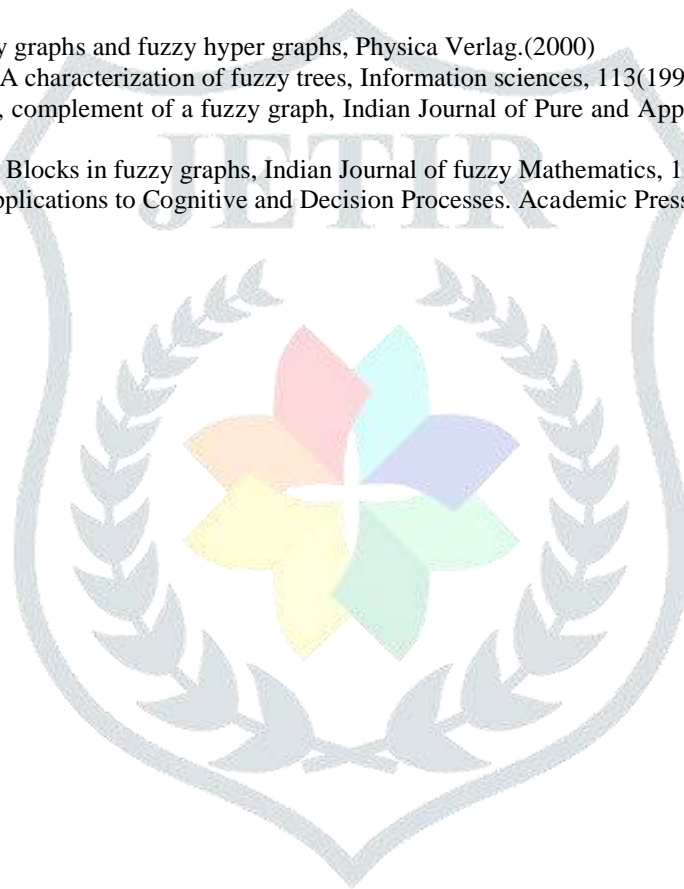 y graphs and fuzzy hyper graphs, Physica Verlag.(2000)
A characterization of fuzzy trees, Information sciences, 113(199
, complement of a fuzzy graph, Indian Journal of Pure and App
Blocks in fuzzy graphs, Indian Journal of fuzzy Mathematics, 1
pplications to Cognitive and Decision Processes. Academic Press
JETIR